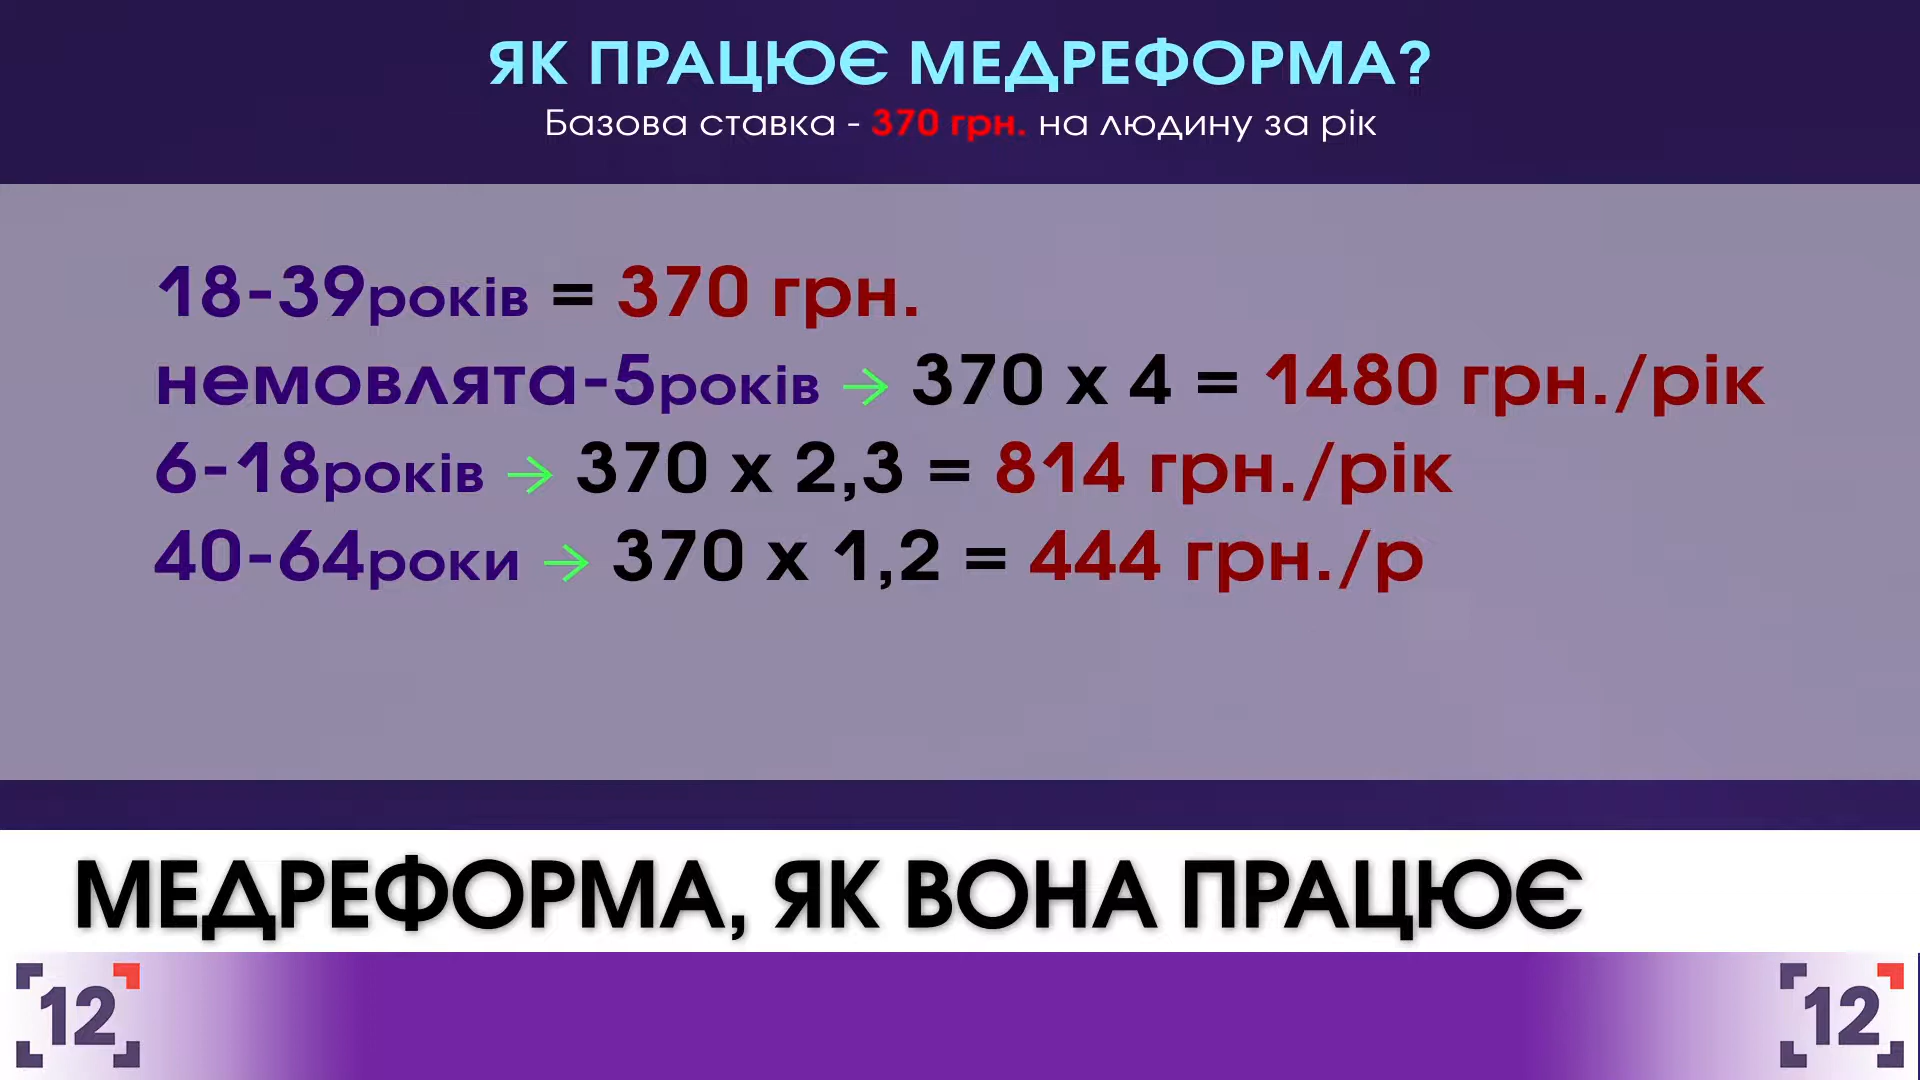 ЯК ПРАЦЮЄ МЕДРЕФОРМА?
Базова ставка - 370 грн. на людину за рік
18-39років = 370 грн.
немовлята-5років → 370 х 4 = 1480 грн./рік
6-18років → 370 х 2,3 = 814 грн./рік
40-64роки → 370 х 1,2 = 444 грн./р
МЕДРЕФОРМА, ЯК ВОНА ПРАЦЮЄ
12 12